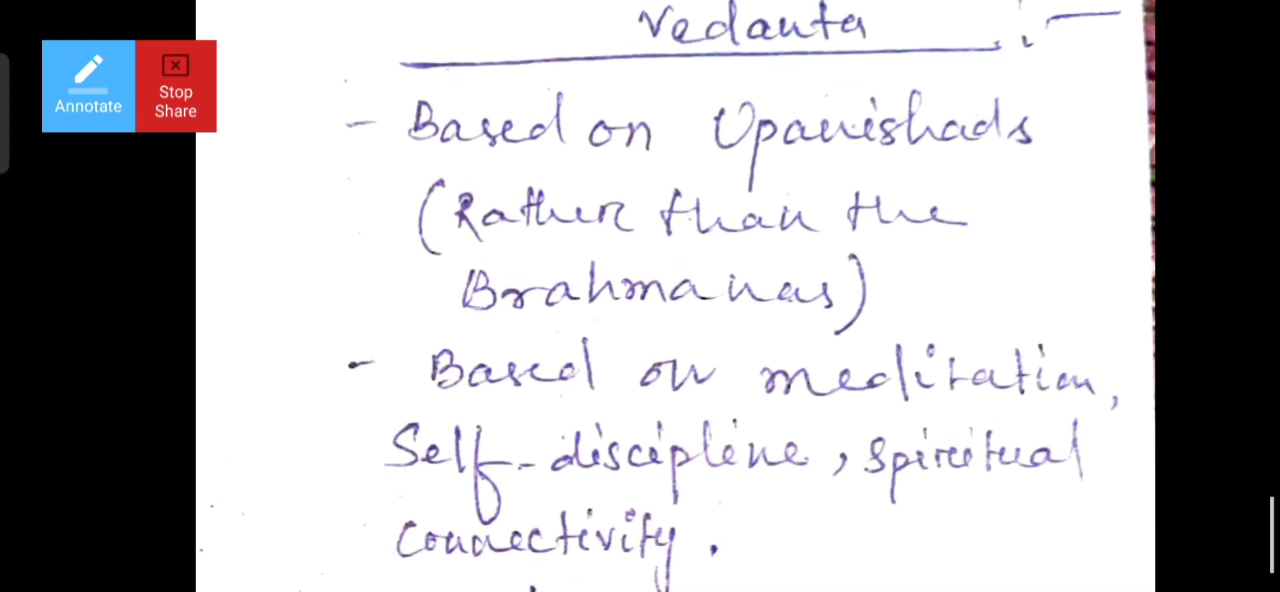 Vedanta :-
Annotate
Stop
Share
- Based on Upanishads
(Rather than the
Brahmanas)
- Based on meditation,
Self-discipline, spiritual
connectivity.